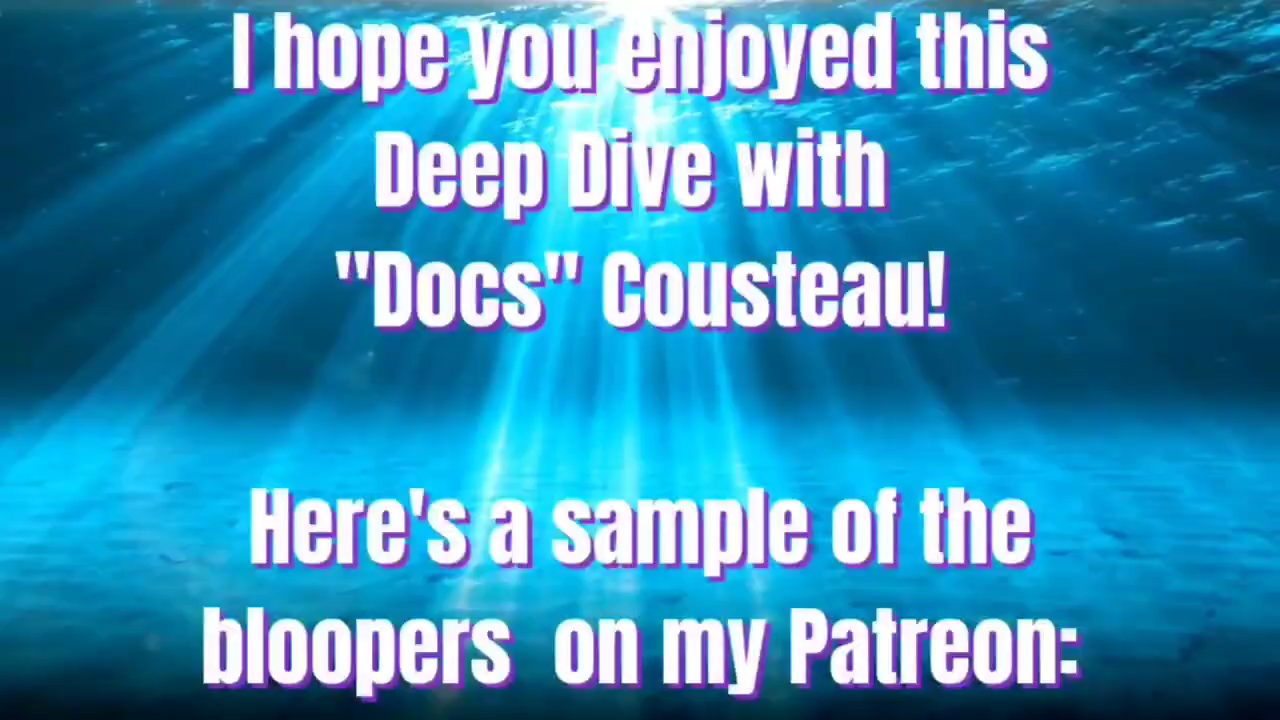 I hope you enjoyed this
Deep Dive with
"Docs" Cousteau!
Here's a sample of the
bloopers on my Patreon: